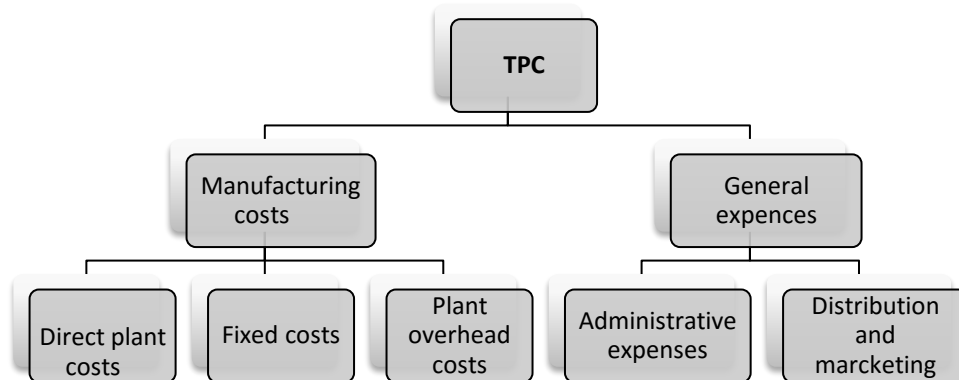 TPC
Manufacturing
costs
General
expences
Direct plant
costs
Fixed costs
Plant
overhead
costs
Administrative
expenses
Distribution
and
marcketing